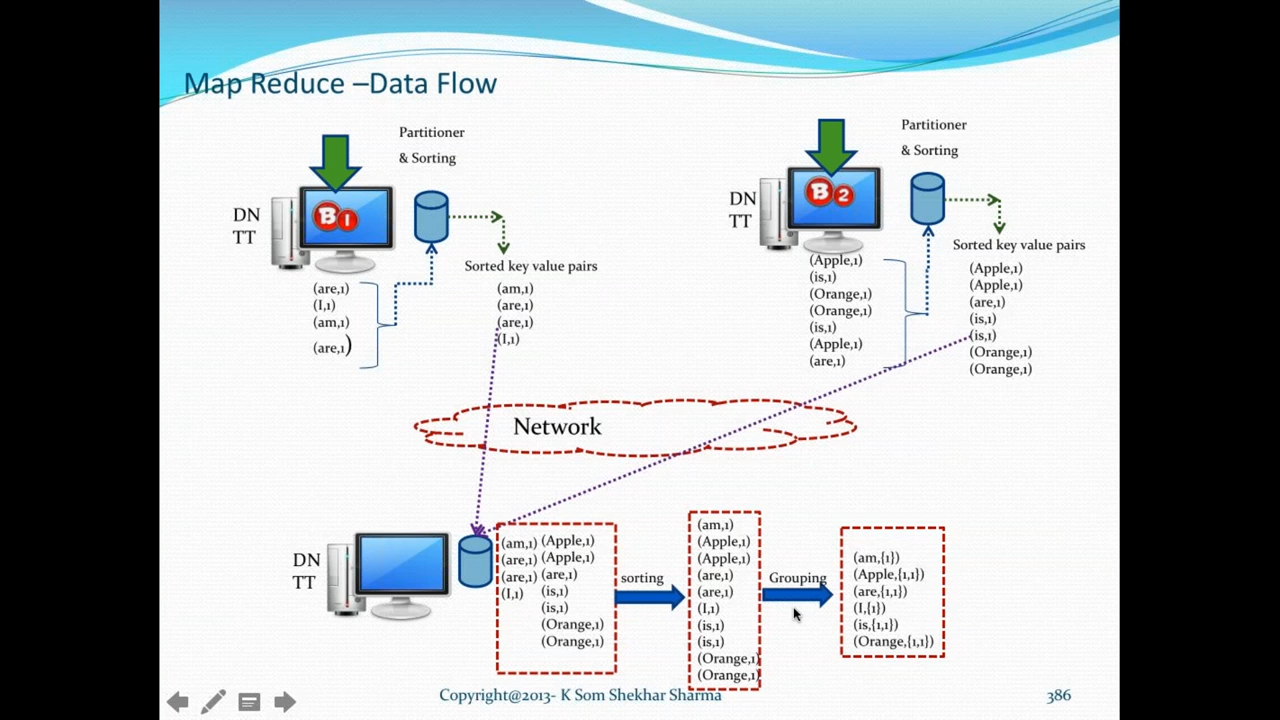 Map Reduce –Data Flow
Partitioner
& Sorting
DN
TT
B 1
Sorted key value pairs
(are,1)
(I,1)
(am,1)
(are,1)
(am,1)
(are,1)
(are,1)
(I,1)
Partitioner
& Sorting
DN
TT
B 2
Sorted key value pairs
(Apple,1)
(is,1)
(Orange,1)
(Orange,1)
(is,1)
(Apple,1)
(are,1)
(Apple,1)
(Apple,1)
(are,1)
(is,1)
(is,1)
(Orange,1)
(Orange,1)
Network
DN
TT
(am,1)
(are,1)
(are,1)
(I,1)
(Apple,1)
(Apple,1)
(are,1)
(is,1)
(is,1)
(Orange,1)
(Orange,1)
sorting
(am,1)
(Apple,1)
(Apple,1)
(are,1)
(are,1)
(I,1)
(is,1)
(is,1)
(Orange,1)
(Orange,1)
Grouping
(am,{1})
(Apple,{1,1})
(are,{1,1})
(I,{1})
(is,{1,1})
(Orange,{1,1})
Copyright@2013- K Som Shekhar Sharma
386